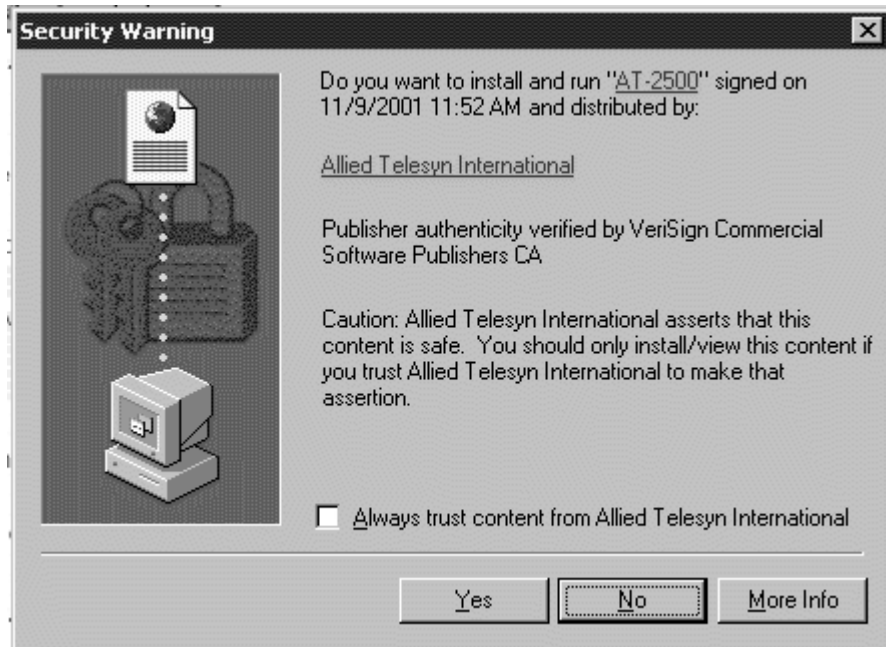 Security Warning
Do you want to install and run "AT-2500" signed on
11/9/2001 11:52 AM and distributed by:
Allied Telesyn International
Publisher authenticity verified by VeriSign Commercial
Software Publishers CA
Caution: Allied Telesyn International asserts that this
content is safe.  You should only install/view this content if
you trust Allied Telesyn International to make that
assertion.
Always trust content from Allied Telesyn International
Yes No More Info